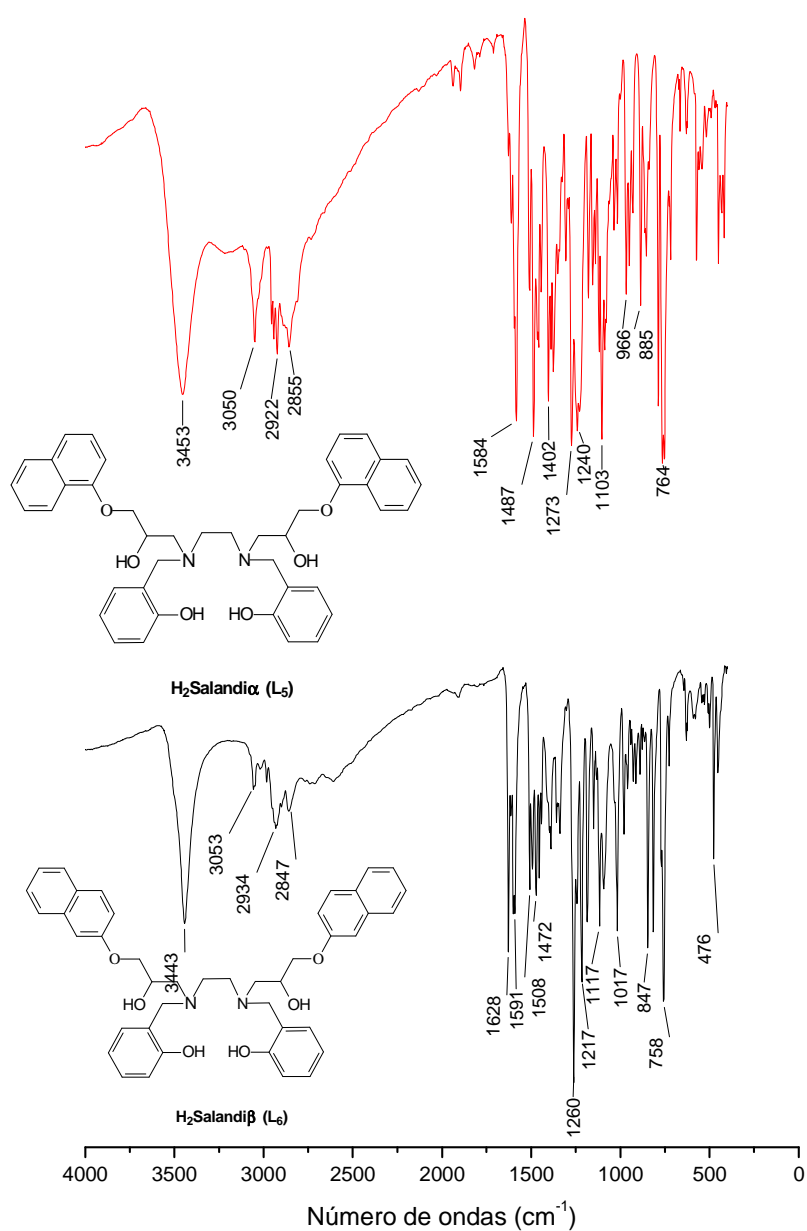 3453
3050
2922
2855
1584
1487
1402
1273
1240
1103
966
885
764
O
O
HO
N
N
OH
OH
HO
H₂Salandiα (L₅)
3443
3053
2934
2847
1628
1591
1508
1472
1260
1217
1117
1017
847
758
476
O
O
HO
N
N
OH
OH
HO
H₂Salandiβ (L₆)
4000 3500 3000 2500 2000 1500 1000 500 0
Número de ondas (cm⁻¹)